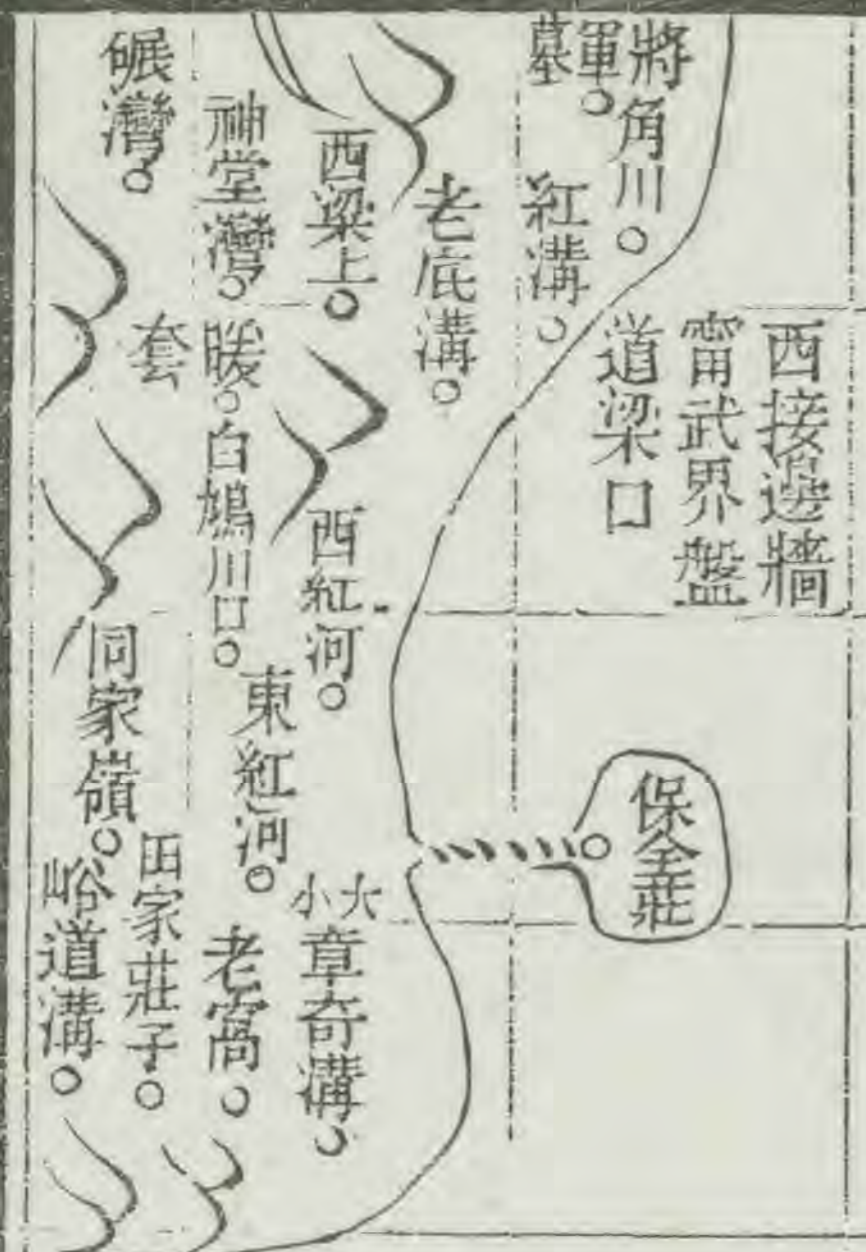 西接邊牆
甯武界盤
道梁口
保全莊
將軍墓
角川
紅溝
老底溝
西梁上
神堂灣
碾灣
暖套
白鳩川口
西紅河
東紅河
大小章奇溝
老窩
同家嶺
田家莊子
峪道溝